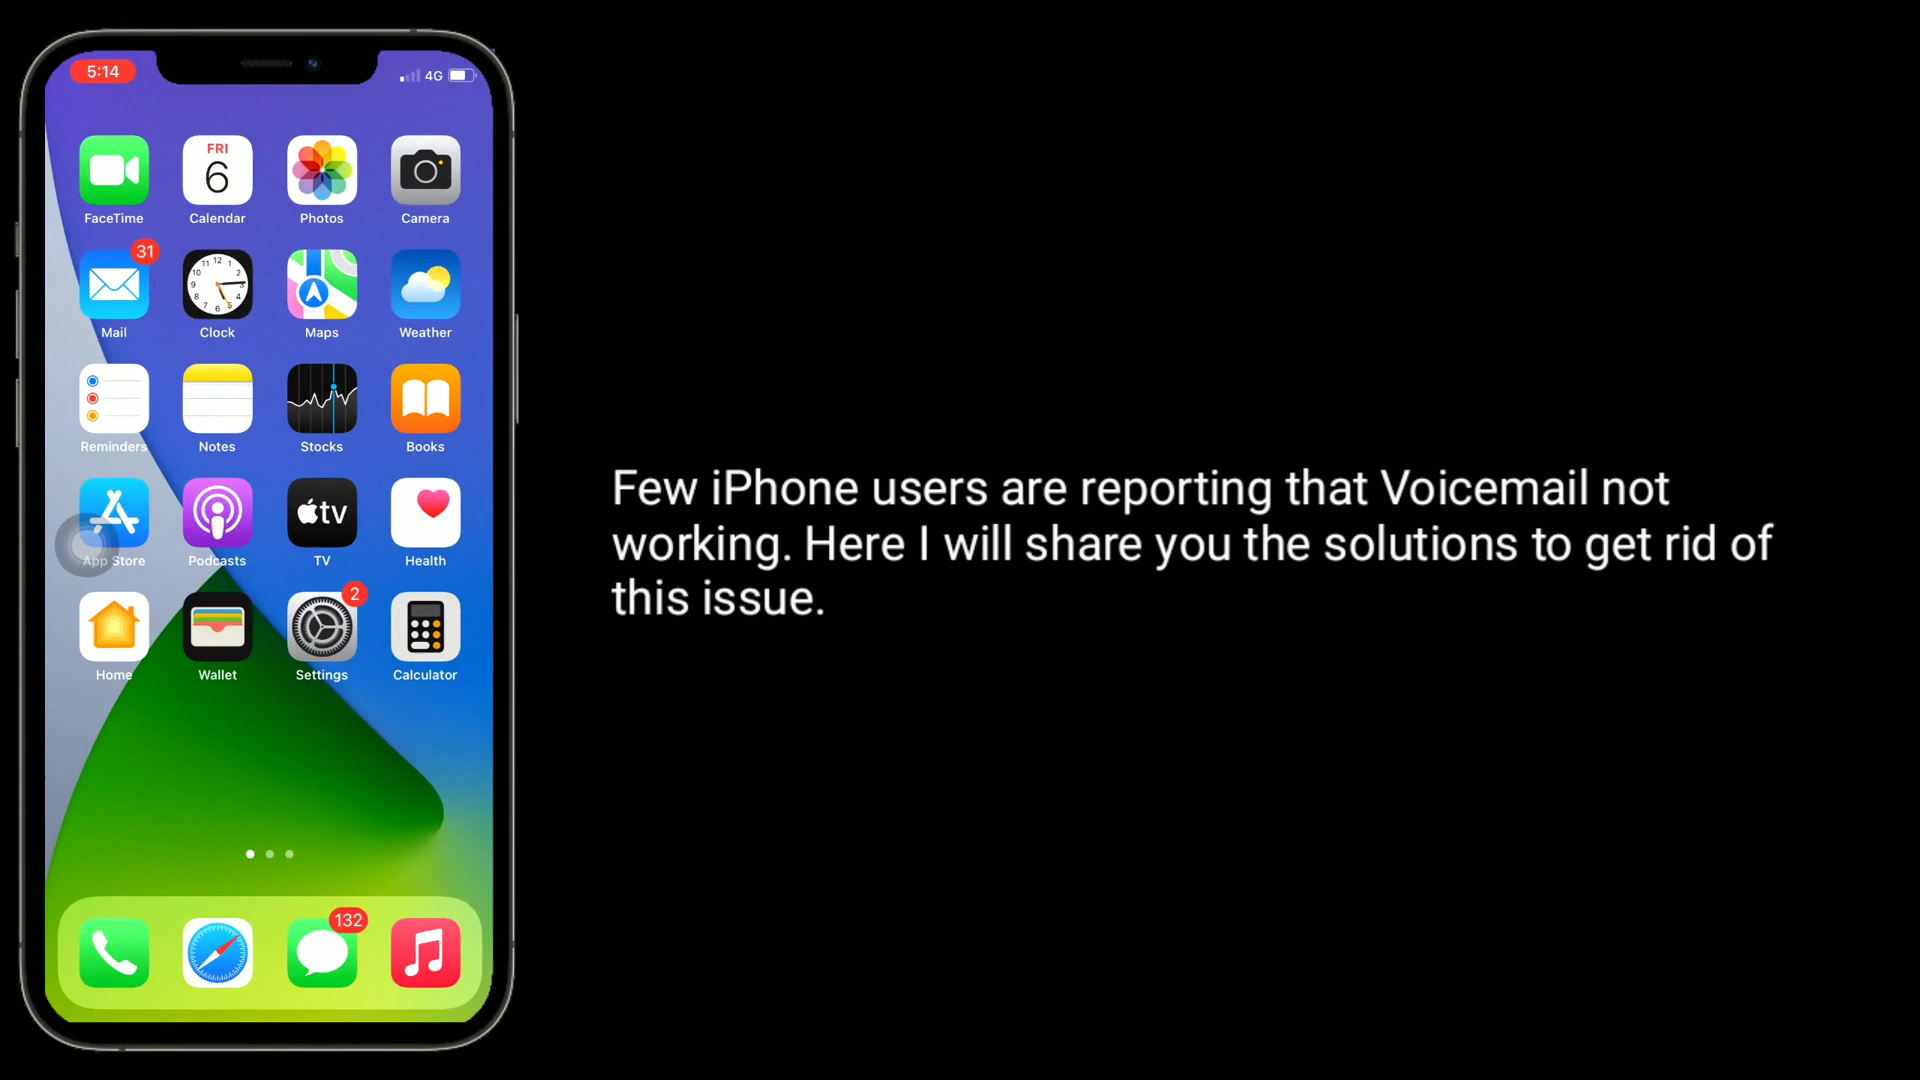 5:14
4G
FRI
6
FaceTime
Calendar
Photos
Camera
31
Mail
Clock
Maps
Weather
Reminders
Notes
Stocks
Books
tv
App Store
Podcasts
TV
Health
2
Home
Wallet
Settings
Calculator
132
Few iPhone users are reporting that Voicemail not
working. Here I will share you the solutions to get rid of
this issue.